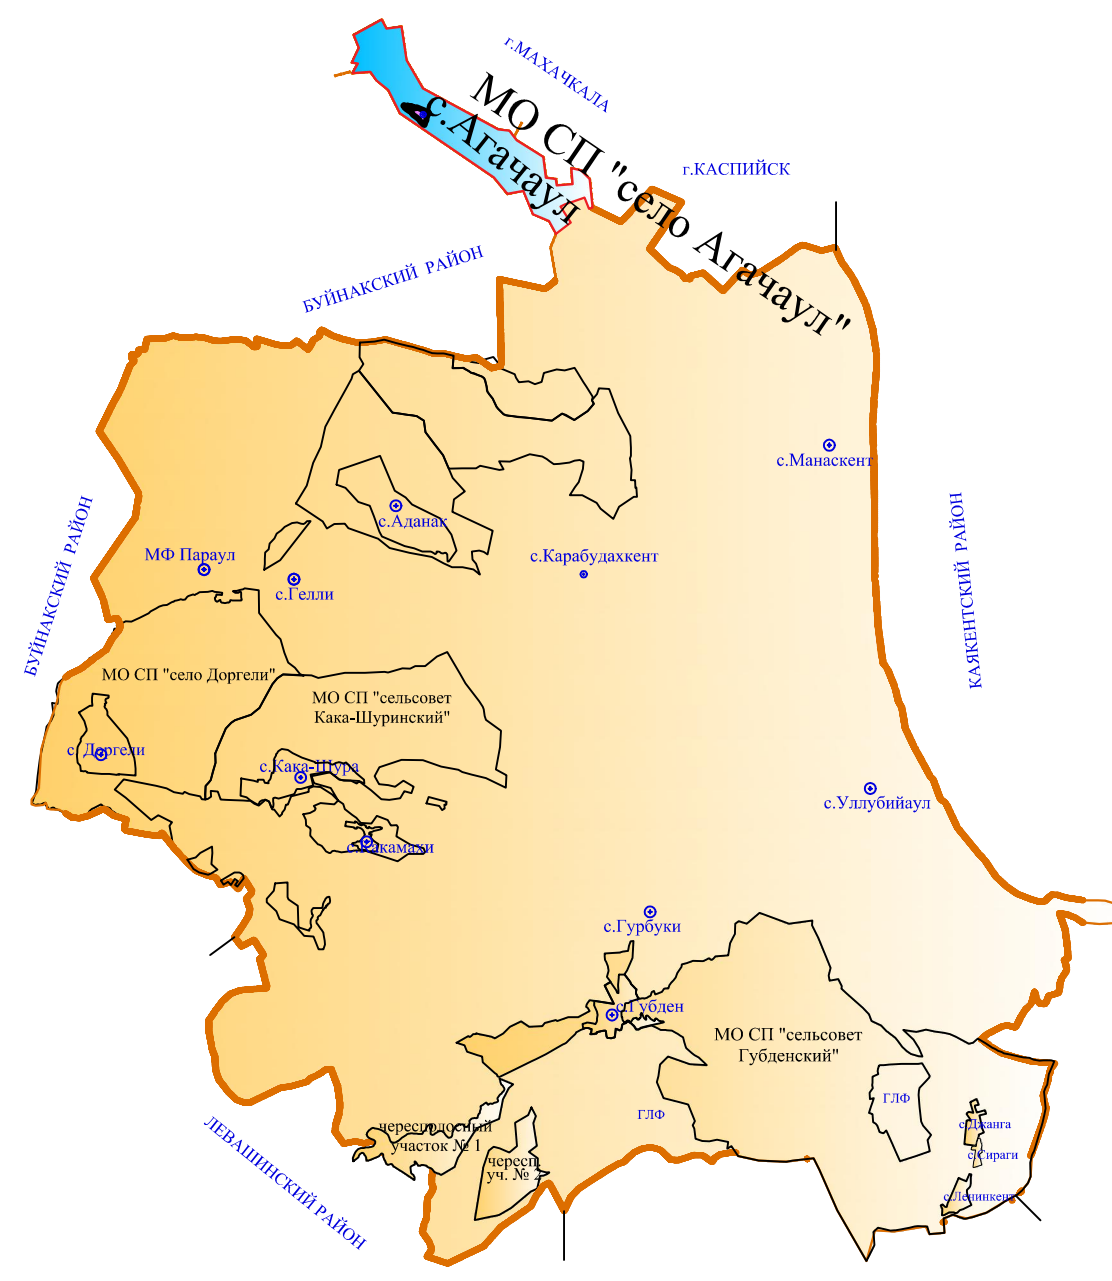 г.МАХАЧКАЛА
МО СП "село Агачаул"
с.Агачаул
г.КАСПИЙСК
БУЙНАКСКИЙ РАЙОН
с.Манаскент
БУЙНАКСКИЙ РАЙОН
КАЯКЕНТСКИЙ РАЙОН
с.Аданак
МФ Параул
с.Карабудахкент
с.Гелли
МО СП "село Доргели"
МО СП "сельсовет
Кака-Шуринский"
с. Доргели
с.Кака-Шура
с.Уллубийаул
с.Какамахи
с.Гурбуки
с.Губден
МО СП "сельсовет
Губденский"
ГЛФ
ГЛФ
чересполосный
участок № 1
с.Джанга
с.Сираги
чересп.
уч. № 2
с.Ленинкент
ЛЕВАШИНСКИЙ РАЙОН